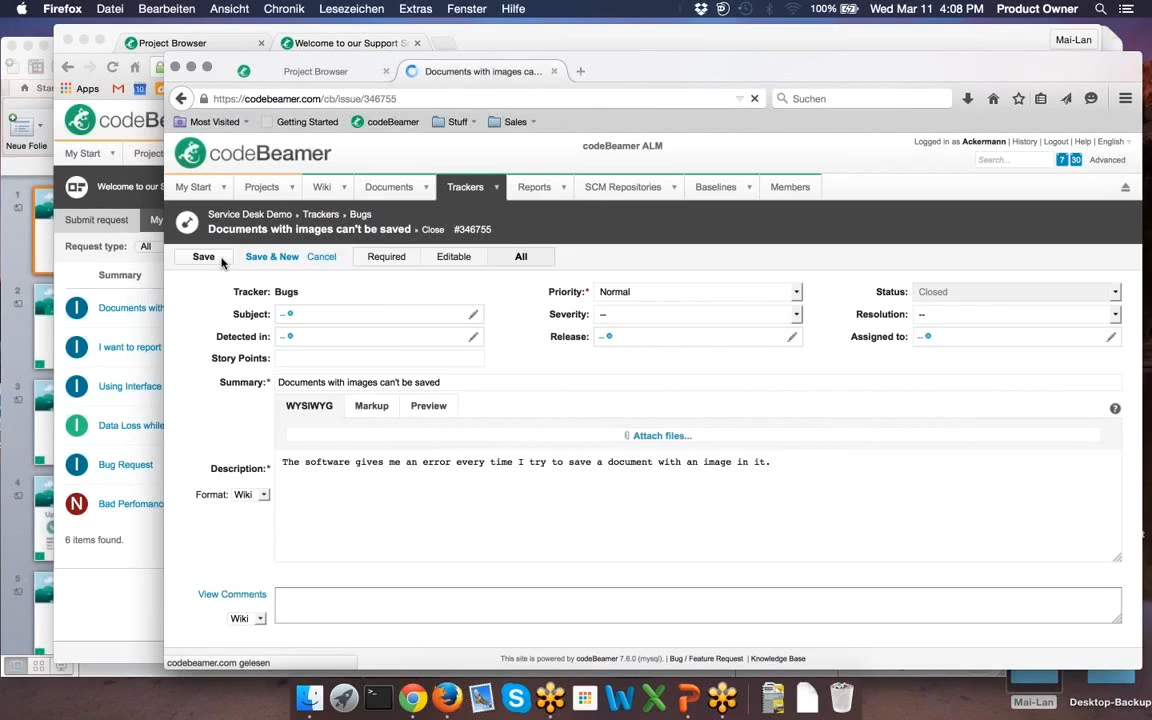 Firefox Datei Bearbeiten Ansicht Chronik Lesezeichen Extras Fenster Hilfe 100% Wed Mar 11 4:08 PM Product Owner
Project Browser Welcome to our Support S Mai-Lan
Project Browser Documents with images ca...
https://codebeamer.com/cb/issue/346755 Suchen
Apps
Most Visited Getting Started codeBeamer Stuff Sales
Neue Folie
codeBeamer codeBeamer ALM Logged in as Ackermann | History | Logout | Help | English
Search... 7 30 Advanced
My Start
My Start Projects Wiki Documents Trackers Reports SCM Repositories Baselines Members
Welcome to our S
Service Desk Demo Trackers Bugs
Documents with images can't be saved Close #346755
Submit request My
Request type: All
Save Save & New Cancel Required Editable All
Summary
Tracker: Bugs Priority:* Normal Status: Closed
Documents with
Subject: -- Severity: -- Resolution: --
Detected in: -- Release: -- Assigned to: --
I want to report
Story Points:
Using Interface
Summary:* Documents with images can't be saved
WYSIWYG Markup Preview
Data Loss while
Attach files...
Bug Request
Description:* The software gives me an error every time I try to save a document with an image in it.
Format: Wiki
Bad Perfomanc
6 items found.
View Comments
Wiki
codebeamer.com gelesen
This site is powered by codeBeamer 7.6.0 (mysql). | Bug / Feature Request | Knowledge Base
Mai-Lan Desktop-Backup